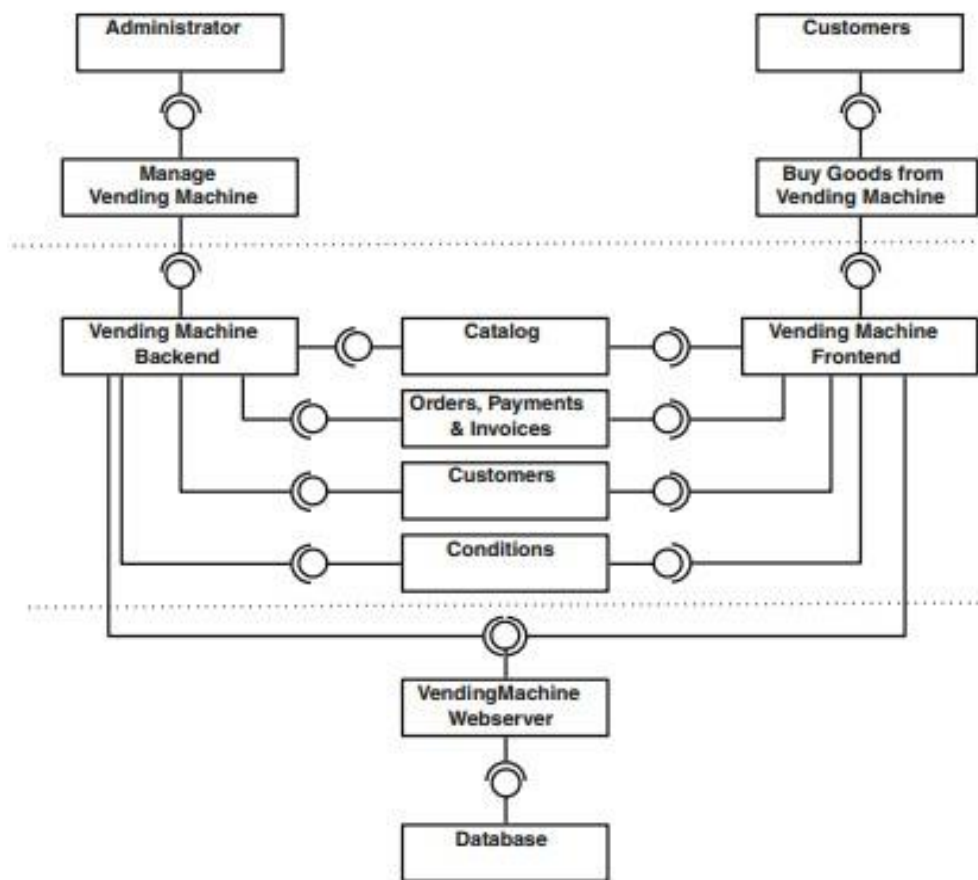 Administrator
Customers
Manage
Vending Machine
Buy Goods from
Vending Machine
Vending Machine
Backend
Catalog
Vending Machine
Frontend
Orders, Payments
& Invoices
Customers
Conditions
VendingMachine
Webserver
Database